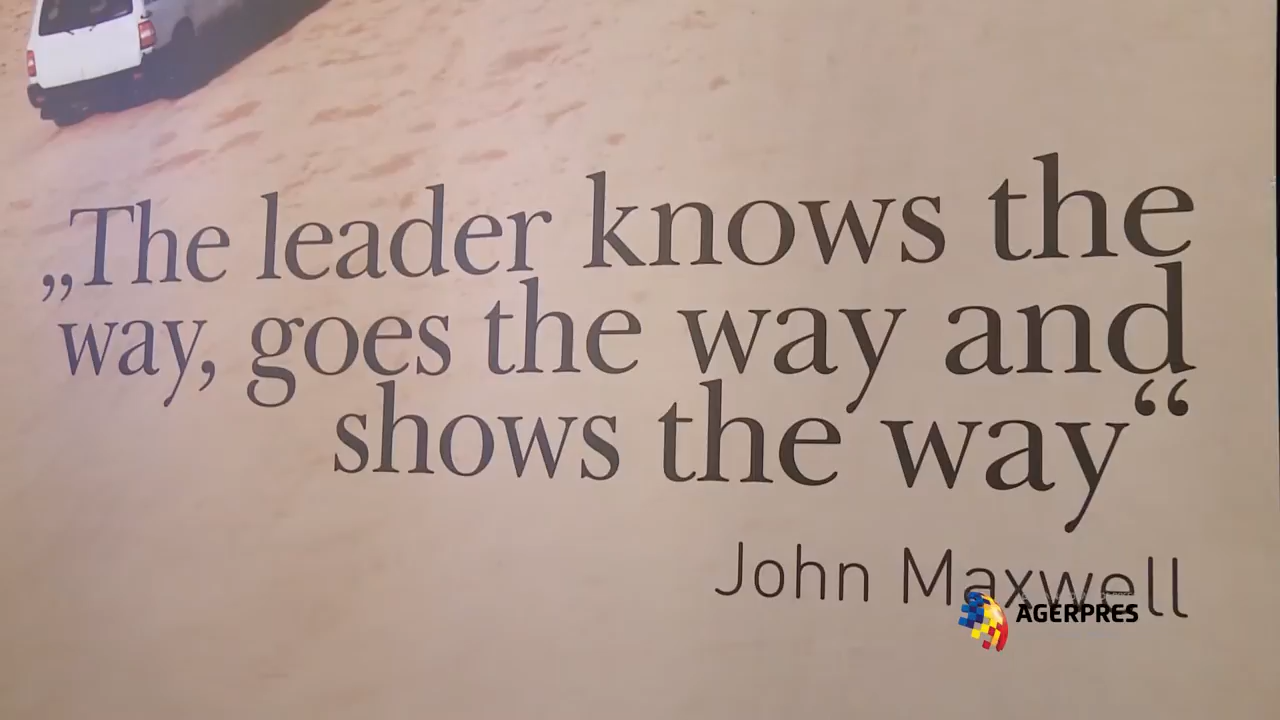 „The leader knows the
way, goes the way and
shows the way“
John Maxwell
AGERPRES